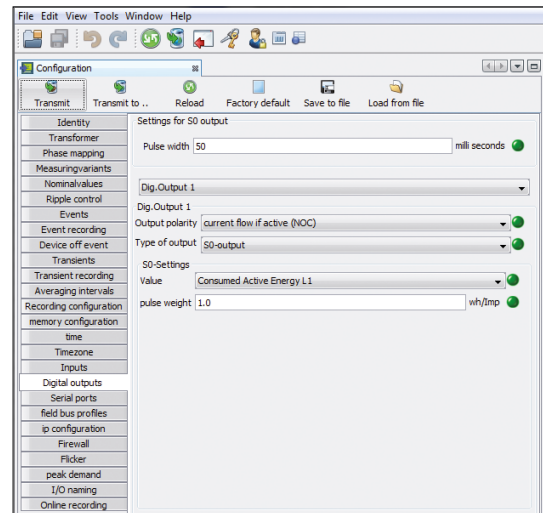 File Edit View Tools Window Help
Configuration
Transmit Transmit to .. Reload Factory default Save to file Load from file
Identity
Transformer
Phase mapping
Measuringvariants
Nominalvalues
Ripple control
Events
Event recording
Device off event
Transients
Transient recording
Averaging intervals
Recording configuration
memory configuration
time
Timezone
Inputs
Digital outputs
Serial ports
field bus profiles
ip configuration
Firewall
Flicker
peak demand
I/O naming
Online recording
Settings for S0 output
Pulse width 50 milli seconds
Dig.Output 1
Dig.Output 1
Output polarity current flow if active (NOC)
Type of output S0-output
S0-Settings
Value Consumed Active Energy L1
pulse weight 1.0 wh/Imp